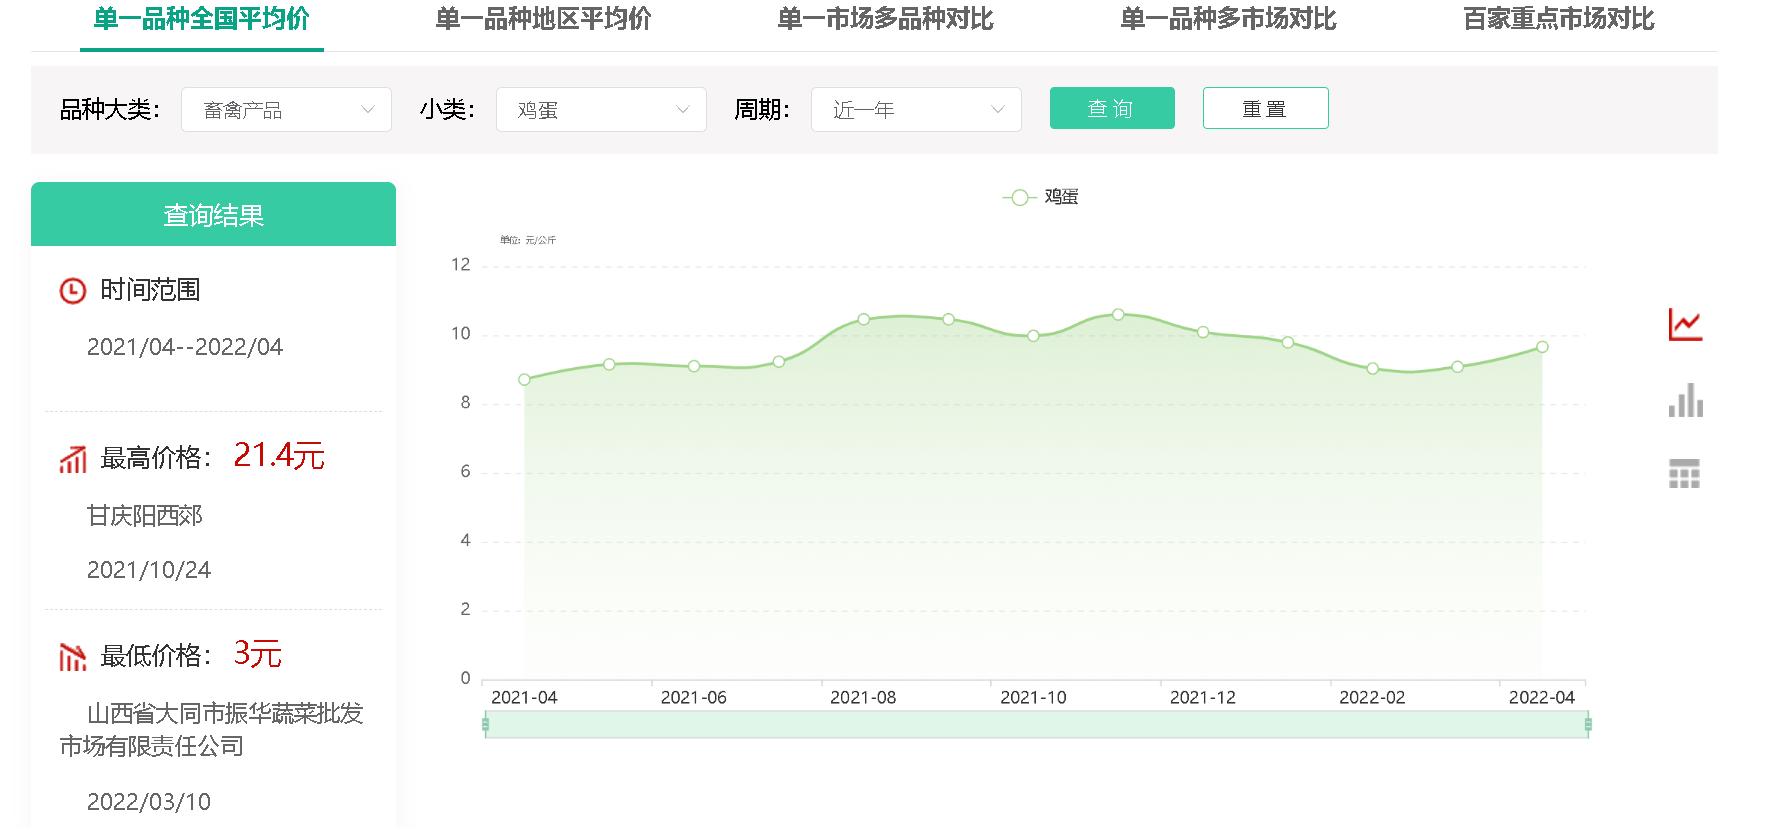 单一品种全国平均价 单一品种地区平均价 单一市场多品种对比 单一品种多市场对比 百家重点市场对比
品种大类： 畜禽产品 小类： 鸡蛋 周期： 近一年 查询 重置
查询结果
时间范围
2021/04--2022/04
最高价格： 21.4元
甘庆阳西郊
2021/10/24
最低价格： 3元
山西省大同市振华蔬菜批发
市场有限责任公司
2022/03/10
鸡蛋
单位：元/公斤
12
10
8
6
4
2
0
2021-04 2021-06 2021-08 2021-10 2021-12 2022-02 2022-04